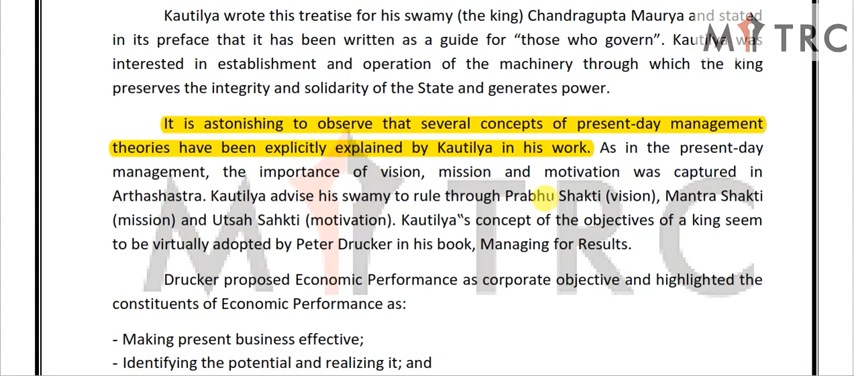 Kautilya wrote this treatise for his swamy (the king) Chandragupta Maurya and stated
in its preface that it has been written as a guide for “those who govern”. Kautilya was
interested in establishment and operation of the machinery through which the king
preserves the integrity and solidarity of the State and generates power.
It is astonishing to observe that several concepts of present-day management
theories have been explicitly explained by Kautilya in his work. As in the present-day
management, the importance of vision, mission and motivation was captured in
Arthashastra. Kautilya advise his swamy to rule through Prabhu Shakti (vision), Mantra Shakti
(mission) and Utsah Sahkti (motivation). Kautilya‟s concept of the objectives of a king seem
to be virtually adopted by Peter Drucker in his book, Managing for Results.
Drucker proposed Economic Performance as corporate objective and highlighted the
constituents of Economic Performance as:
- Making present business effective;
- Identifying the potential and realizing it; and
MITRC
MITRC